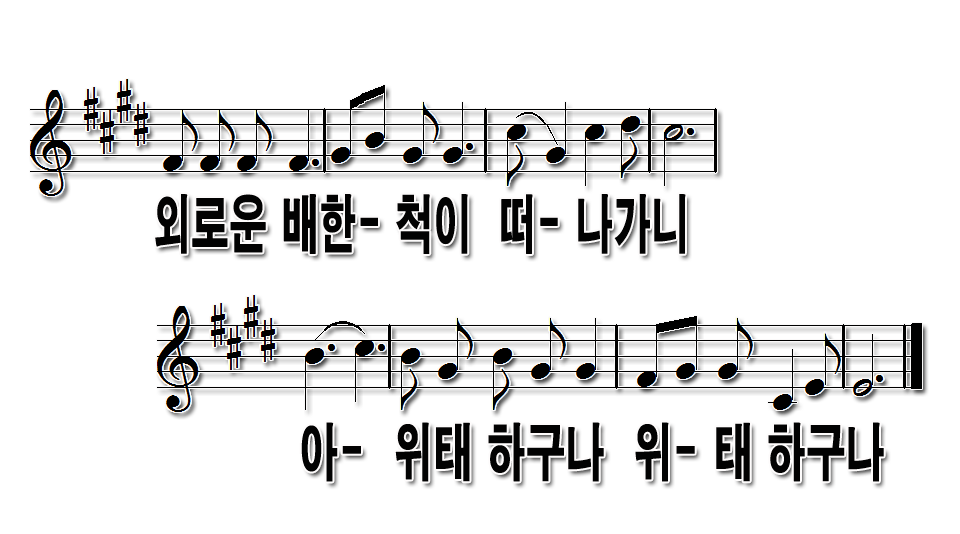 외로운 배한- 척이 떠- 나가니
아- 위태 하구나 위- 태 하구나